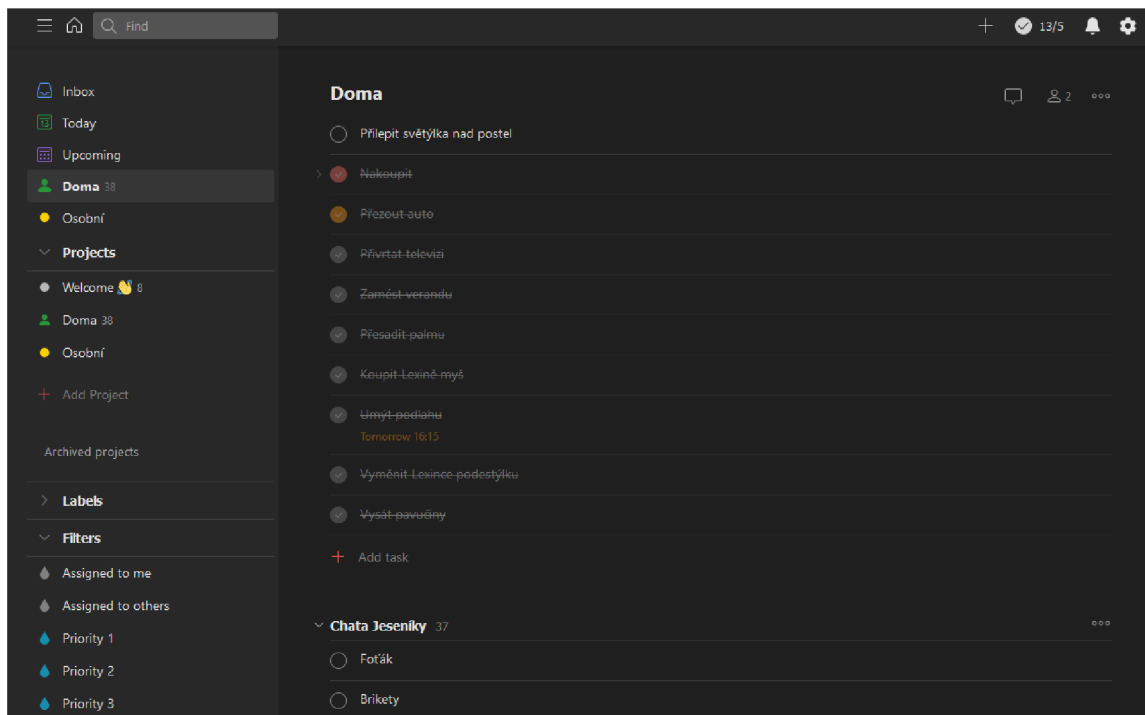 Find
13/5
Inbox
13
Today
Upcoming
Doma 38
Osobní
Projects
Welcome 👋 8
Doma 38
Osobní
Add Project
Archived projects
Labels
Filters
Assigned to me
Assigned to others
Priority 1
Priority 2
Priority 3
Doma
2
Přilepit světýlka nad postel
Nakoupit
Přezout auto
Přivrtat televizi
Zamést verandu
Přesadit palmu
Koupit Lexině myš
Umýt podlahu
Tomorrow 16:15
Vyměnit Lexince podestýlku
Vysát pavučiny
Add task
Chata Jeseníky 37
Foťák
Brikety